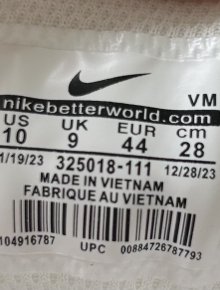 VM
nikebetterworld.com
US UK EUR cm
10 9 44 28
1/19/23 325018-111 12/28/23
MADE IN VIETNAM
FABRIQUE AU VIETNAM
104916787 UPC 00884726787793